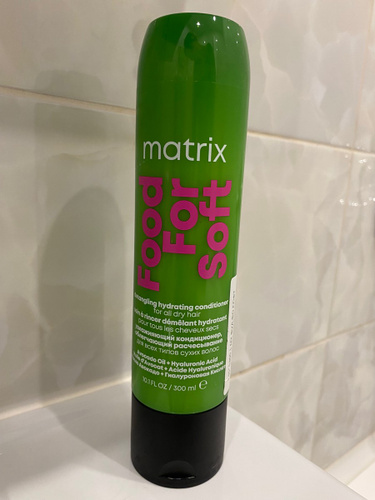 matrix
Food
For
Soft
detangling hydrating conditioner
for all dry hair
soin à rincer démêlant hydratant
pour tous les cheveux secs
увлажняющий кондиционер,
облегчающий расчесывание
для всех типов сухих волос
Avocado Oil + Hyaluronic Acid
d'Avocat + Acide Hyaluronique
Авокадо + Гиалуроновая Кислота
10.1 FL OZ / 300 ml e